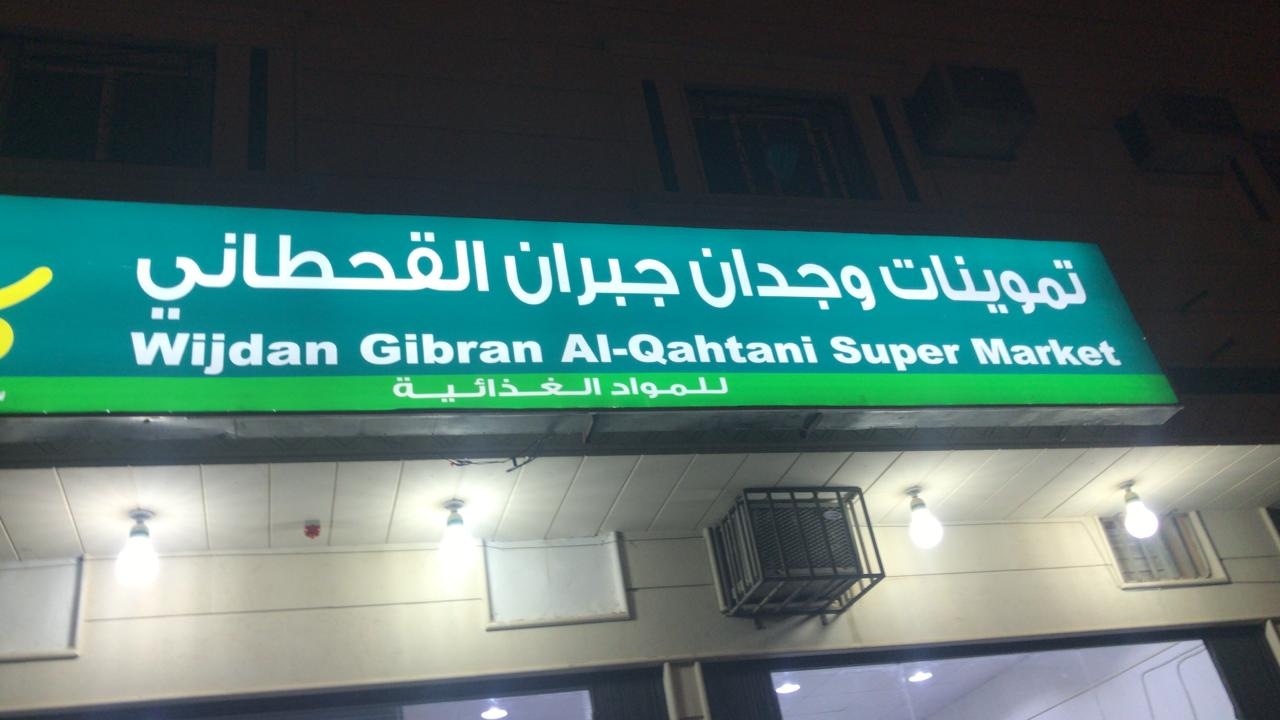 تموينات وجدان جبران القحطاني
Wijdan Gibran Al-Qahtani Super Market
للمواد الغذائية